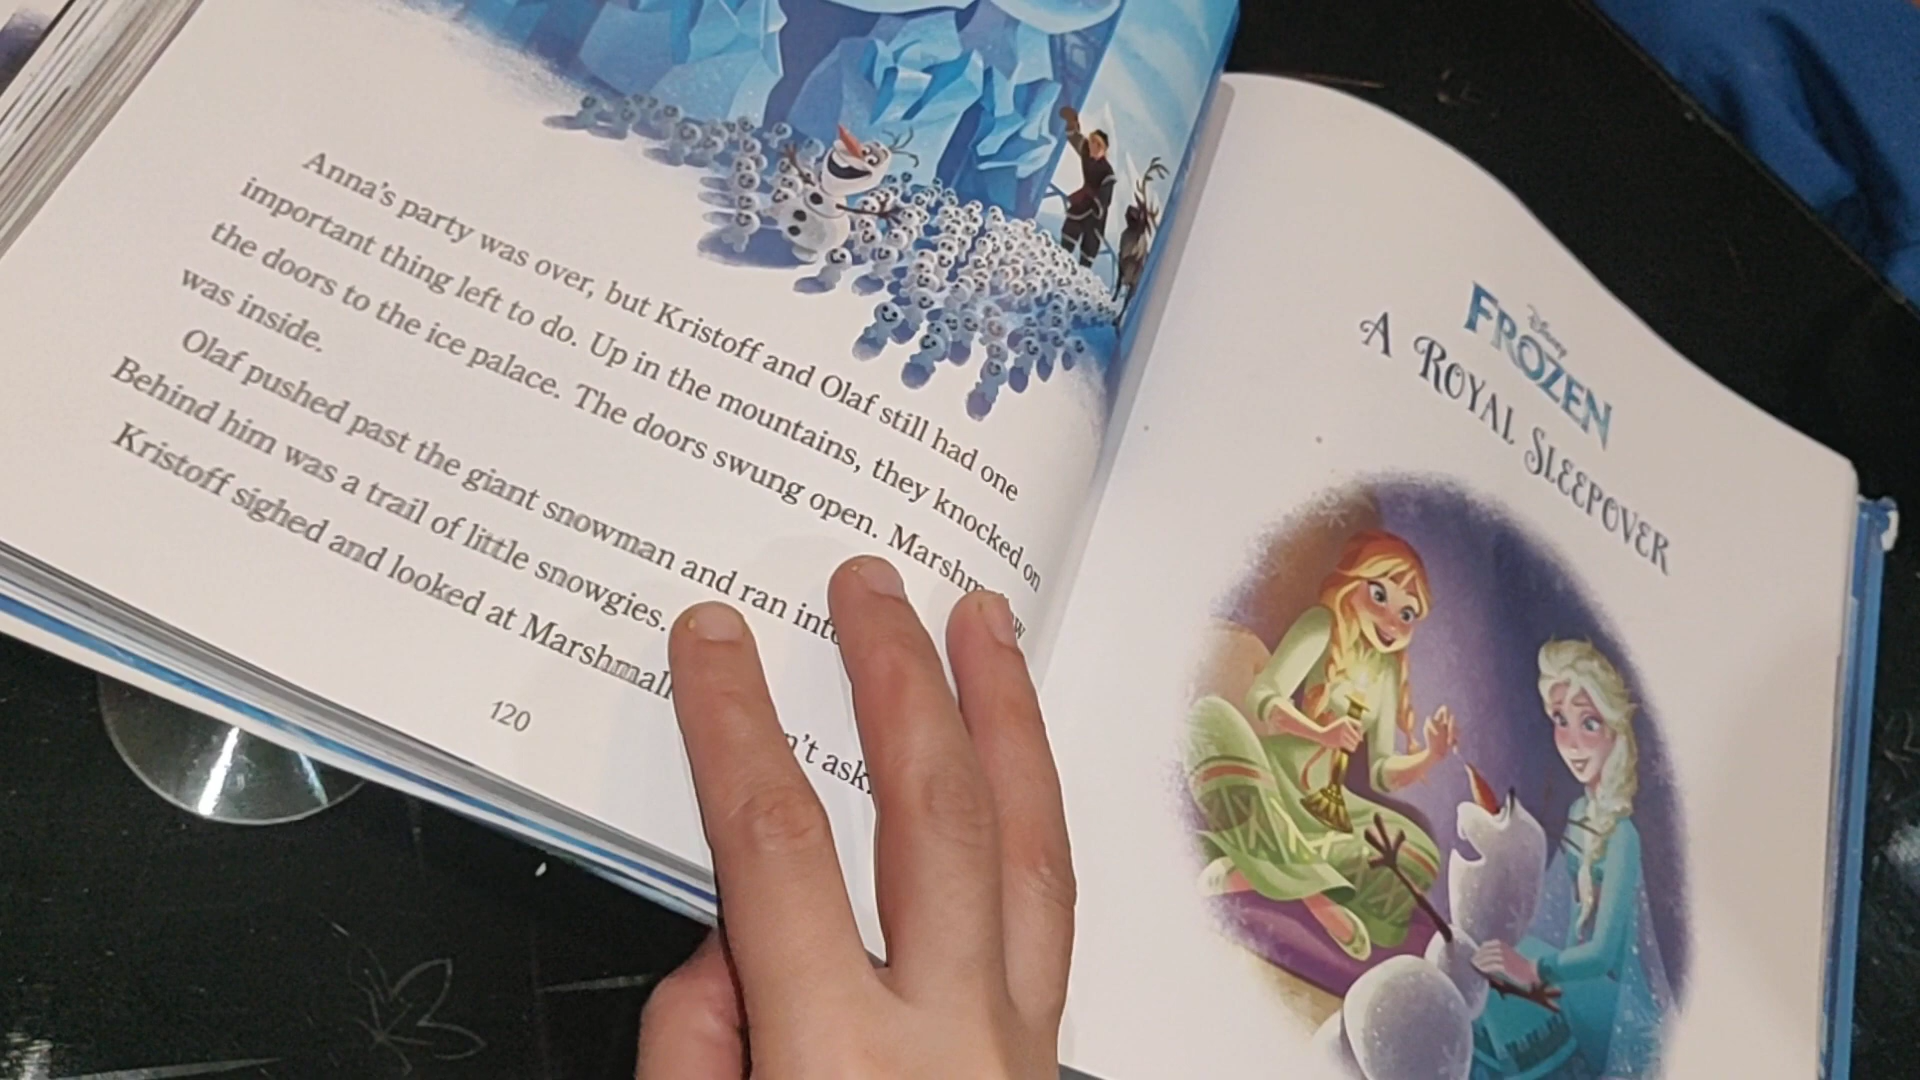 Anna's party was over, but Kristoff and Olaf still had one
important thing left to do. Up in the mountains, they knocked on
the doors to the ice palace. The doors swung open.
was inside.
Olaf pushed past the giant snowman and ran
Behind him was a trail of little snowgies.
Kristoff sighed and looked at
ask.
120
Disney
FROZEN
A ROYAL SLEEPOVER